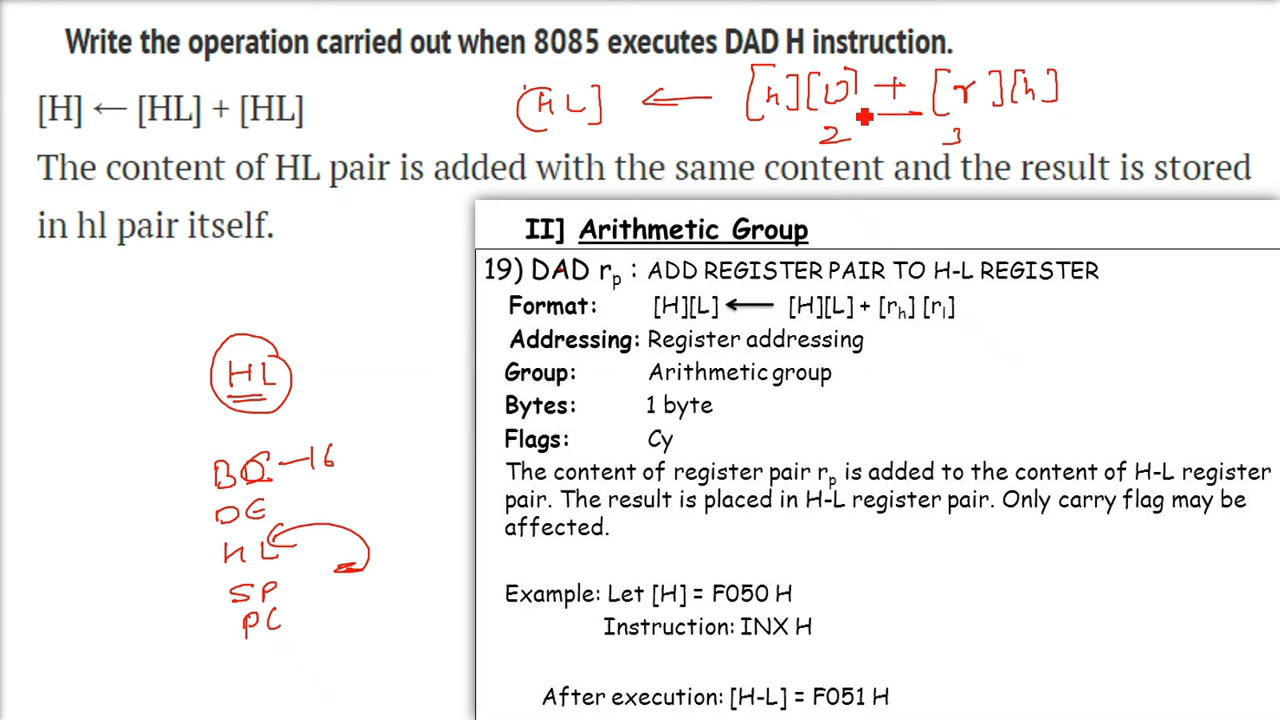 Write the operation carried out when 8085 executes DAD H instruction.
[H] ← [HL] + [HL]
(HL] ← [h][L] + [r][h]
2 3
The content of HL pair is added with the same content and the result is stored
in hl pair itself.
II] Arithmetic Group
19) DAD rp : ADD REGISTER PAIR TO H-L REGISTER
Format: [H][L] ← [H][L] + [rh] [rl]
Addressing: Register addressing
Group: Arithmetic group
Bytes: 1 byte
Flags: Cy
The content of register pair rp is added to the content of H-L register
pair. The result is placed in H-L register pair. Only carry flag may be
affected.
Example: Let [H] = F050 H
Instruction: INX H
After execution: [H-L] = F051 H
HL
BC - 16
DE
HL
SP
PC